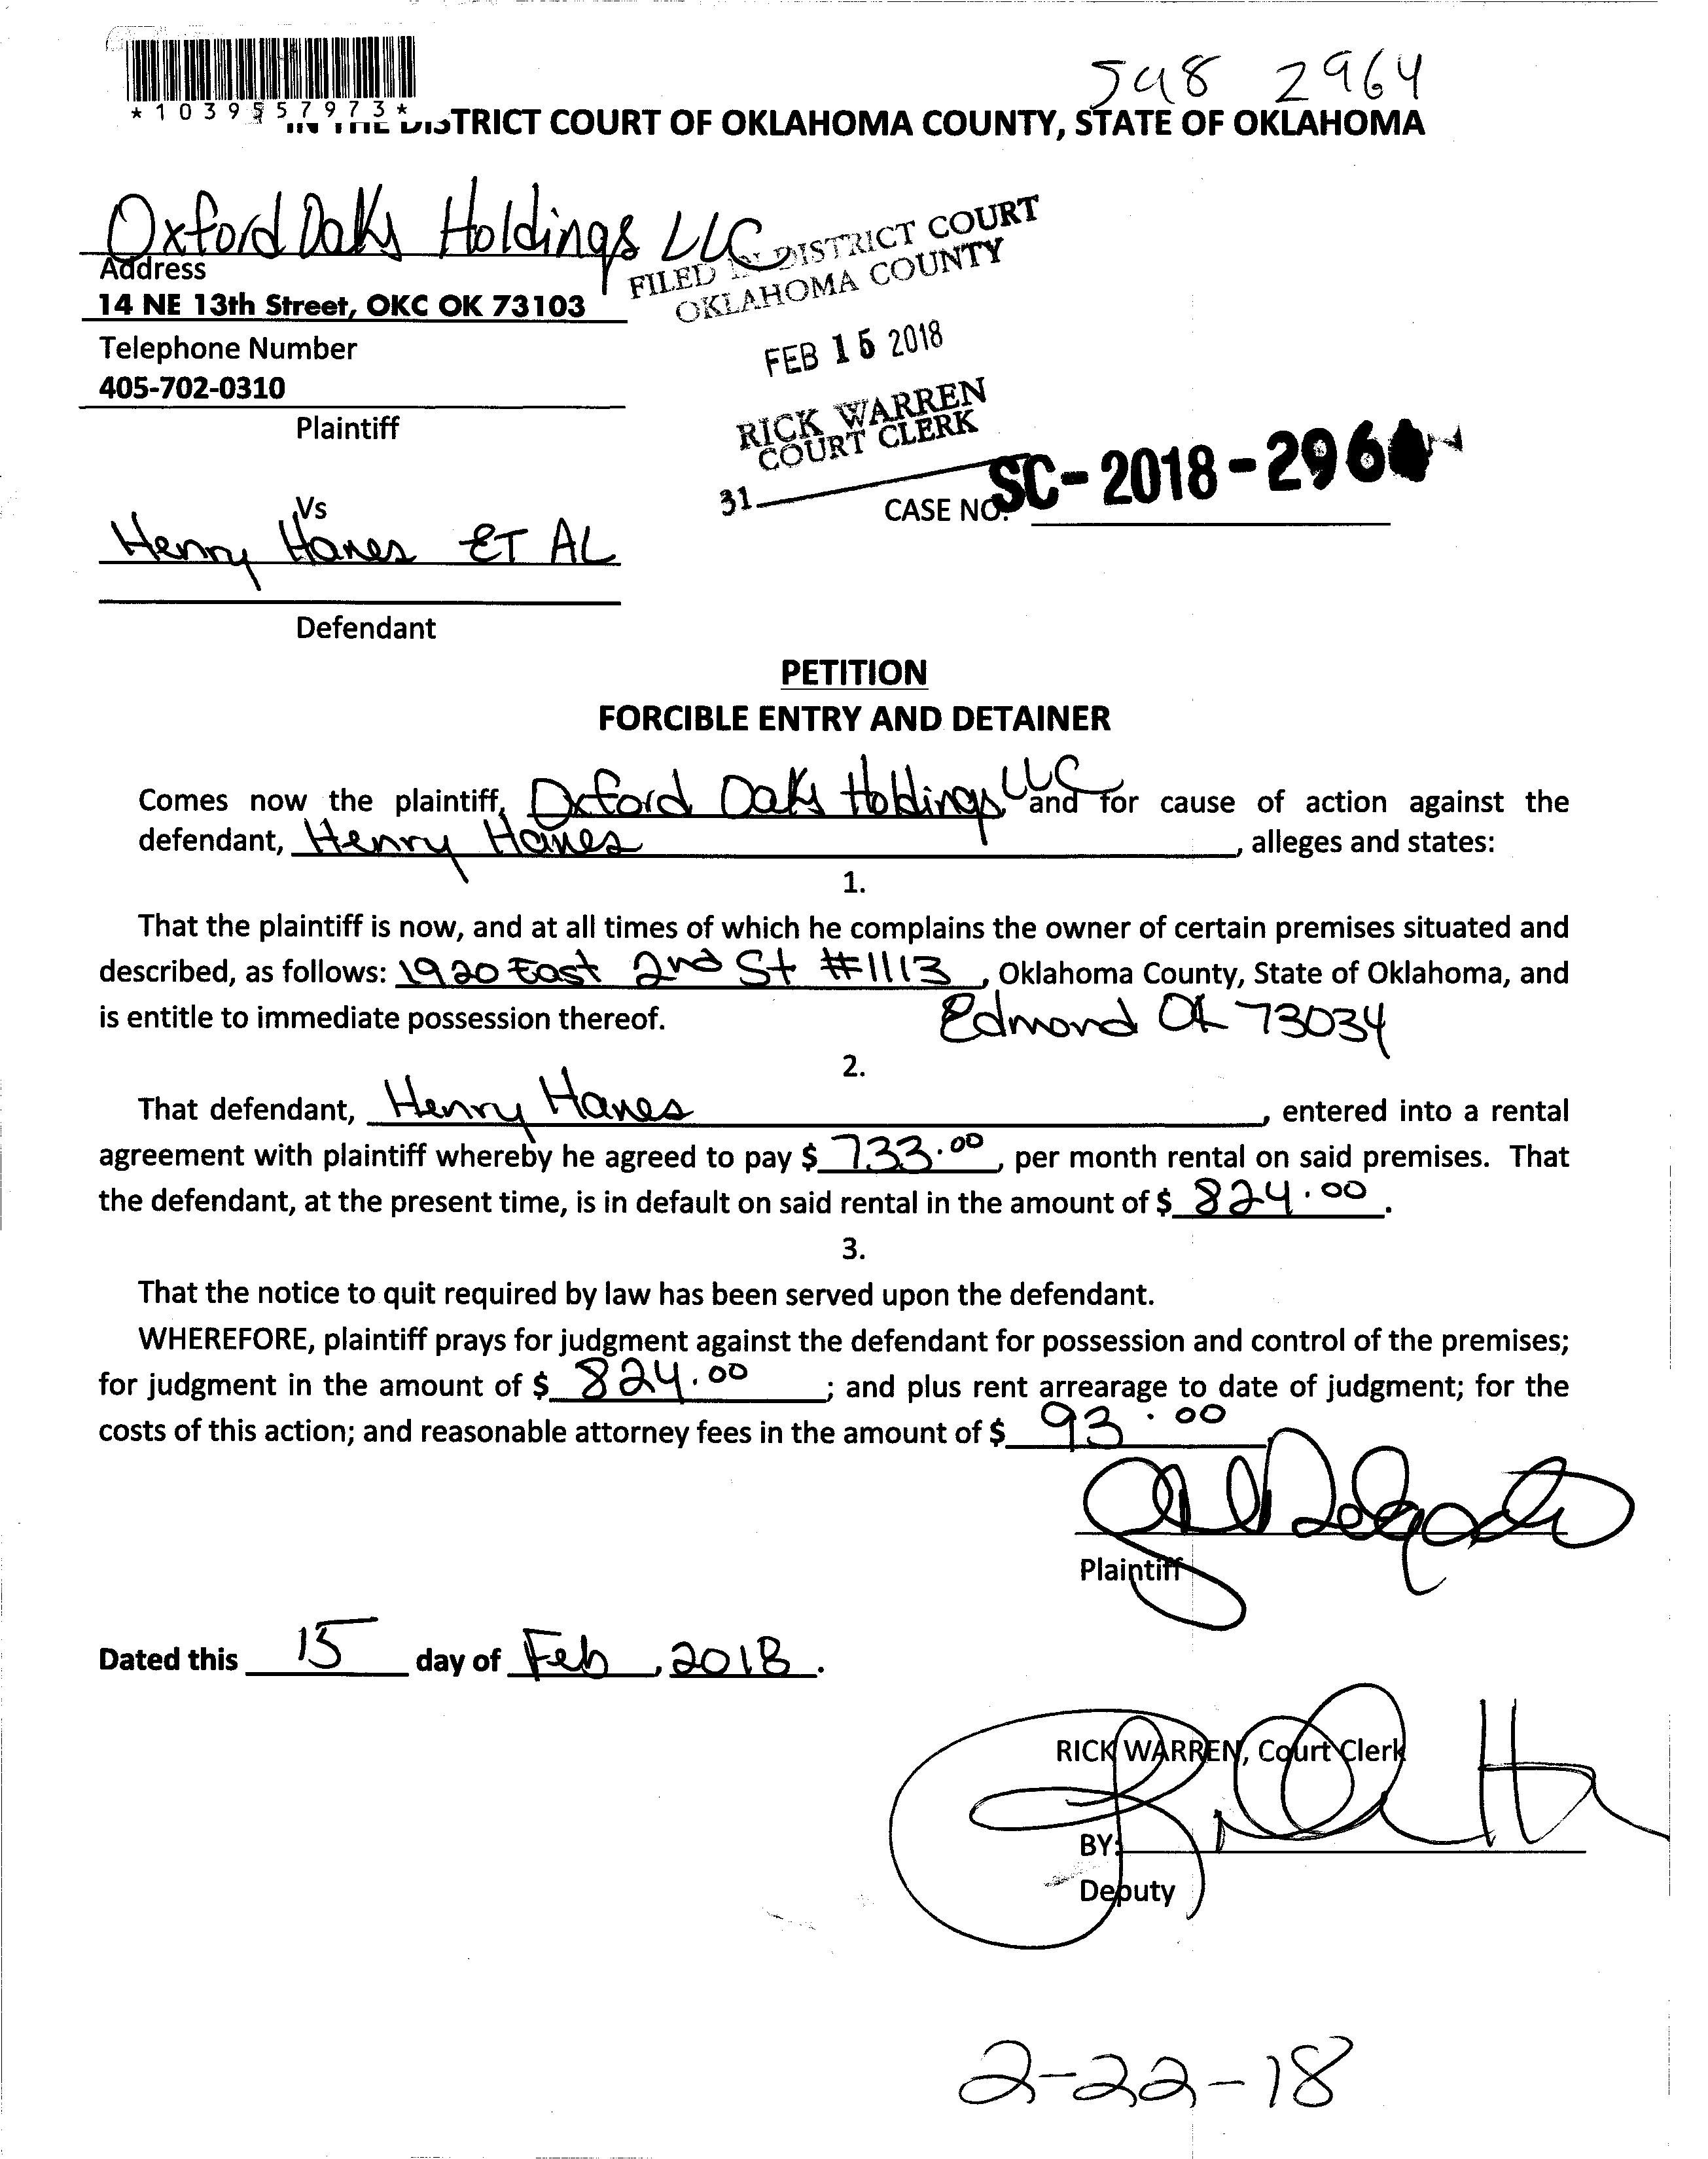 598 2964
*1039557973*
IN THE DISTRICT COURT OF OKLAHOMA COUNTY, STATE OF OKLAHOMA
Oxford Oaks Holdings LLC
Address
14 NE 13th Street, OKC OK 73103
Telephone Number
405-702-0310
Plaintiff
FILED IN DISTRICT COURT
OKLAHOMA COUNTY
FEB 15 2018
RICK WARREN
COURT CLERK
31
CASE NO. SC-2018-2964
Vs
Henry Hanes ET AL
Defendant
PETITION
FORCIBLE ENTRY AND DETAINER
Comes now the plaintiff, Oxford Oaks Holdings LLC and for cause of action against the
defendant, Henry Hanes, alleges and states:
1.
That the plaintiff is now, and at all times of which he complains the owner of certain premises situated and
described, as follows: 1920 East 2nd St #1113, Oklahoma County, State of Oklahoma, and
is entitle to immediate possession thereof. Edmond OK 73034
2.
That defendant, Henry Hanes, entered into a rental
agreement with plaintiff whereby he agreed to pay $ 733.00, per month rental on said premises. That
the defendant, at the present time, is in default on said rental in the amount of $ 824.00.
3.
That the notice to quit required by law has been served upon the defendant.
WHEREFORE, plaintiff prays for judgment against the defendant for possession and control of the premises;
for judgment in the amount of $ 824.00; and plus rent arrearage to date of judgment; for the
costs of this action; and reasonable attorney fees in the amount of $ 93.00
Plaintiff
Dated this 15 day of Feb, 2018.
RICK WARREN, Court Clerk
BY:
Deputy
2-22-18